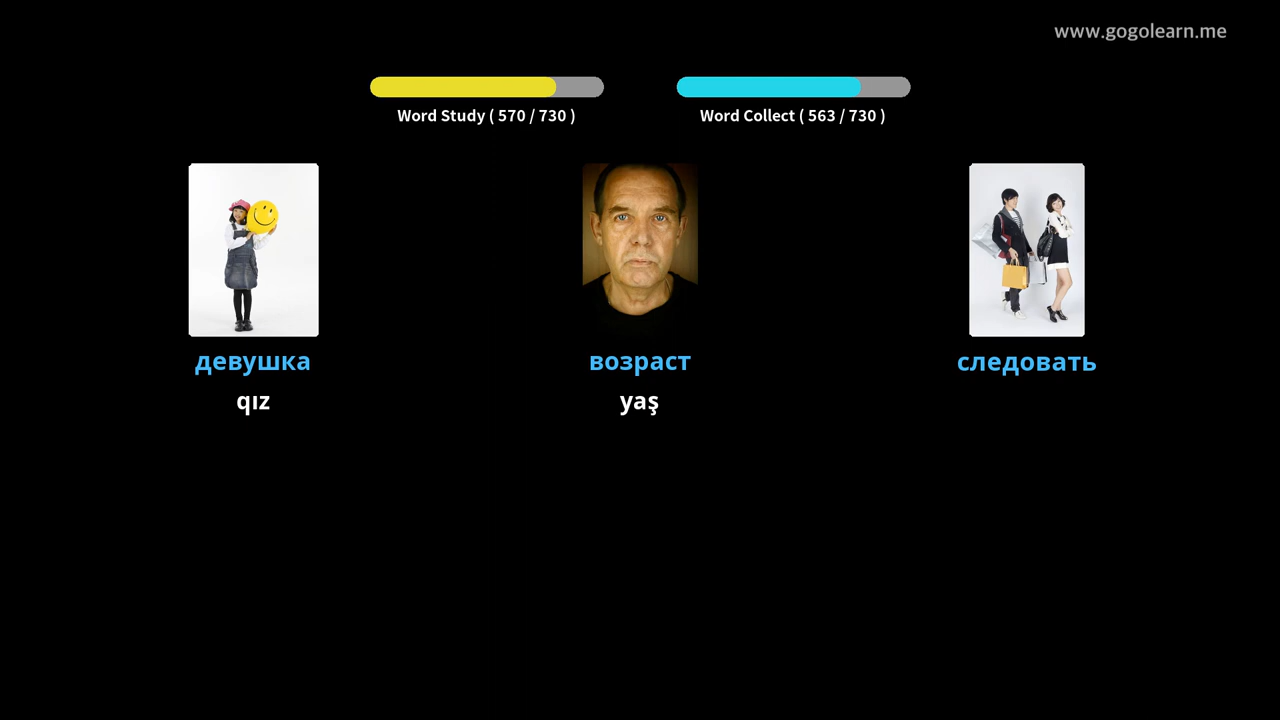 www.gogolearn.me
Word Study ( 570 / 730 )
Word Collect ( 563 / 730 )
девушка
qız
возраст
yaş
следовать